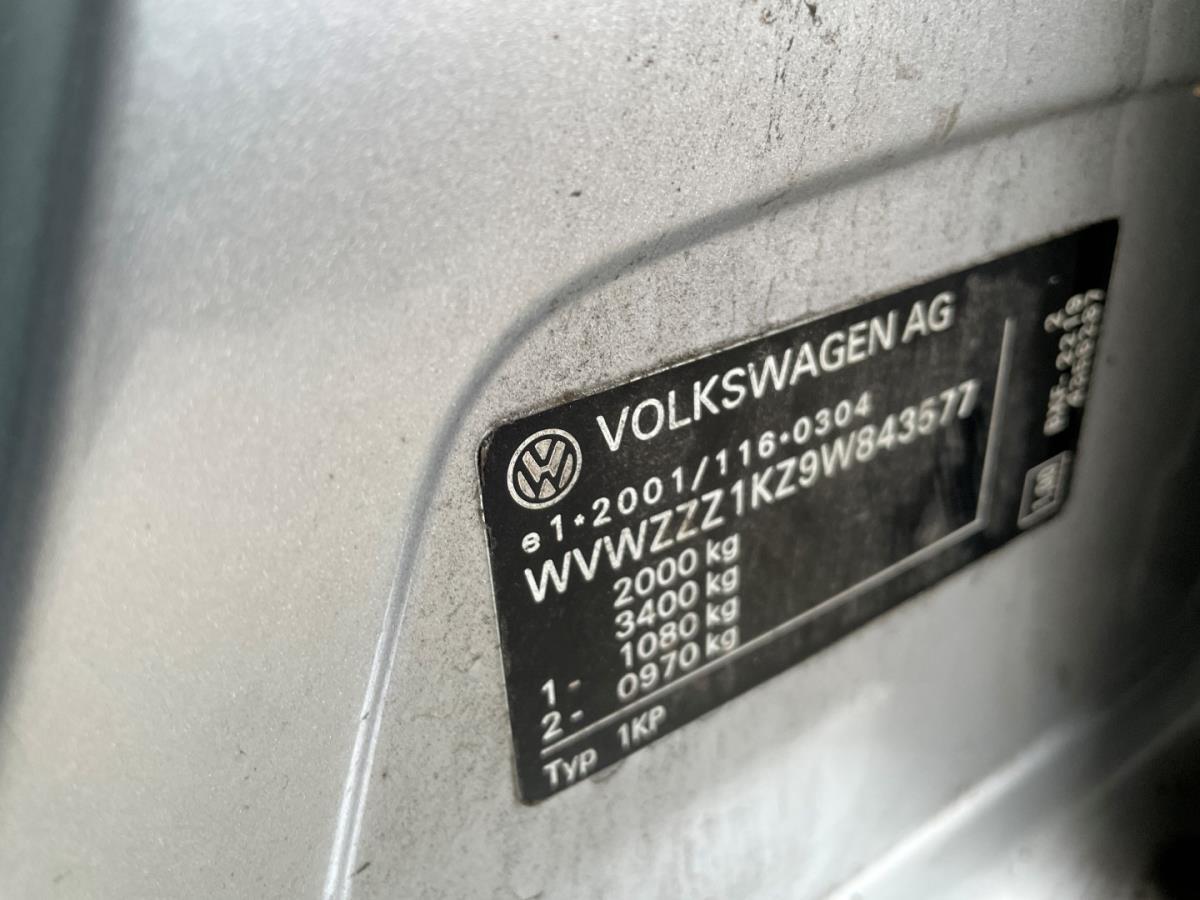 VOLKSWAGEN AG
e1*2001/116*0304
WVWZZZ1KZ9W843577
2000 kg
3400 kg
1- 1080 kg
2- 0970 kg
Typ 1KP